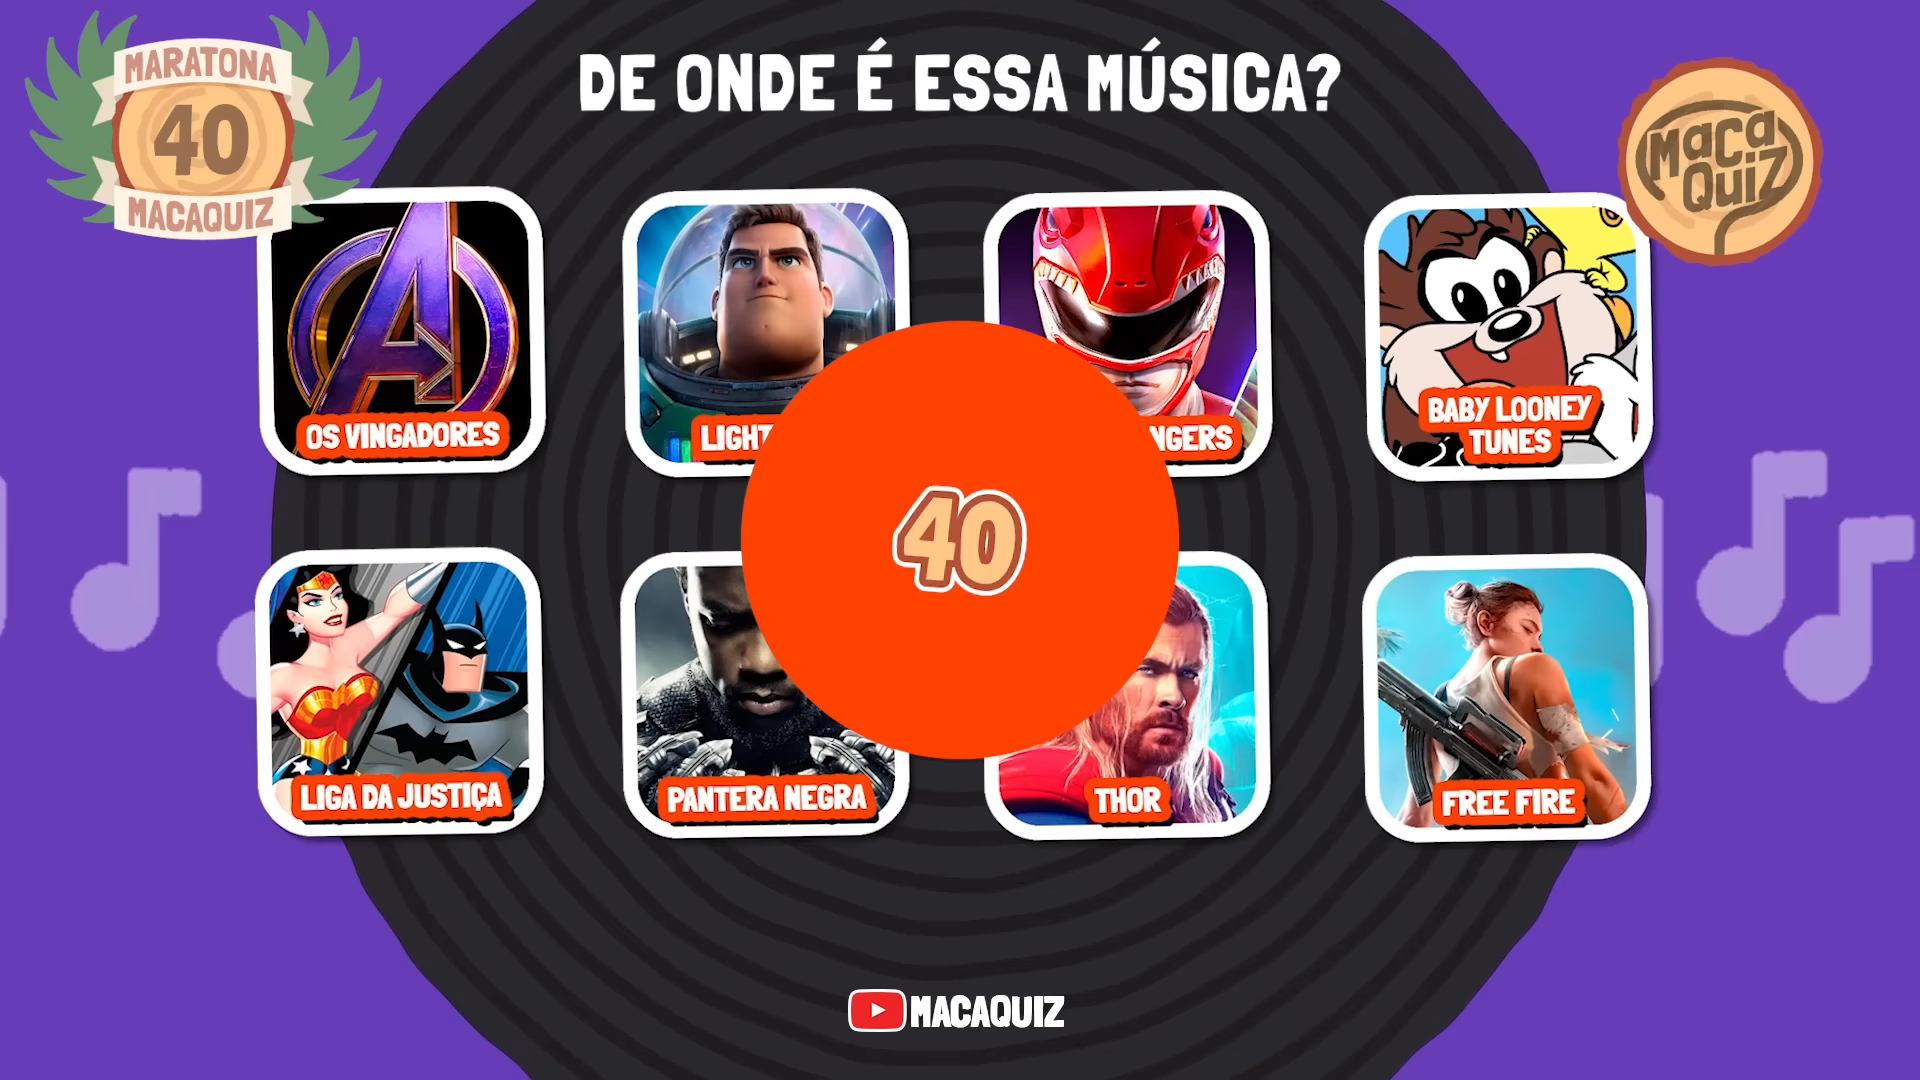 MARATONA
40
MACAQUIZ
DE ONDE É ESSA MÚSICA?
MACA
QUIZ
OS VINGADORES
LIGHT
NGERS
BABY LOONEY
TUNES
40
LIGA DA JUSTIÇA
PANTERA NEGRA
THOR
FREE FIRE
MACAQUIZ